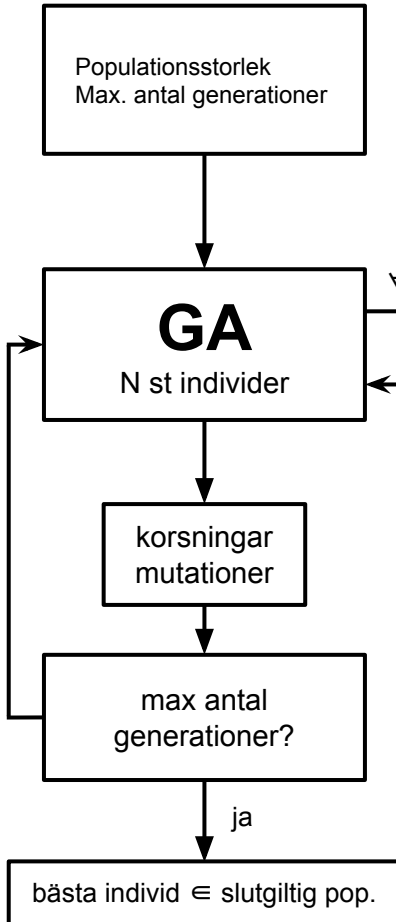 Populationsstorlek
Max. antal generationer
GA
N st individer
korsningar
mutationer
max antal
generationer?
ja
bästa individ ∈ slutgiltig pop.